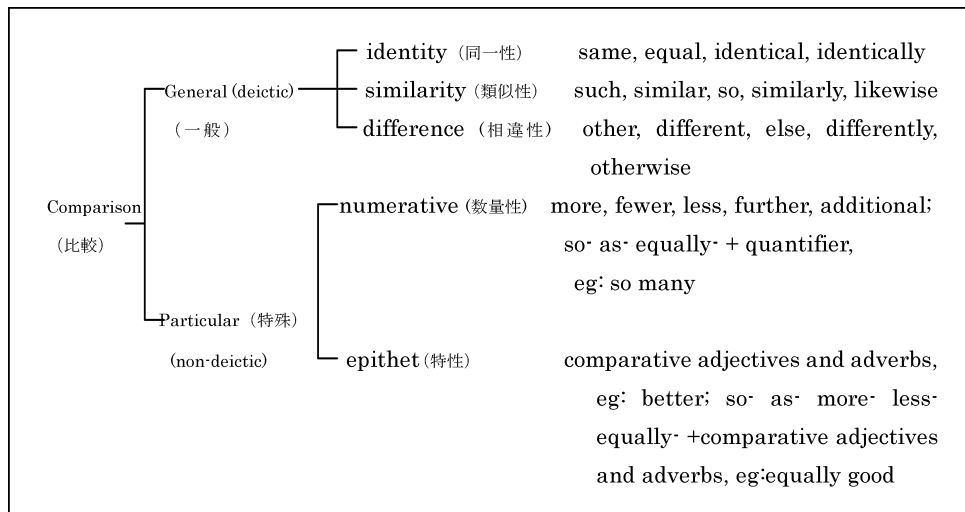 identity (同一性) same, equal, identical, identically
General (deictic) similarity (類似性) such, similar, so, similarly, likewise
(一般) difference (相違性) other, different, else, differently,
otherwise
Comparison numerative (数量性) more, fewer, less, further, additional;
(比較) so- as- equally- + quantifier,
eg: so many
Particular (特殊)
(non-deictic) epithet (特性) comparative adjectives and adverbs,
eg: better; so- as- more- less-
equally- +comparative adjectives
and adverbs, eg:equally good